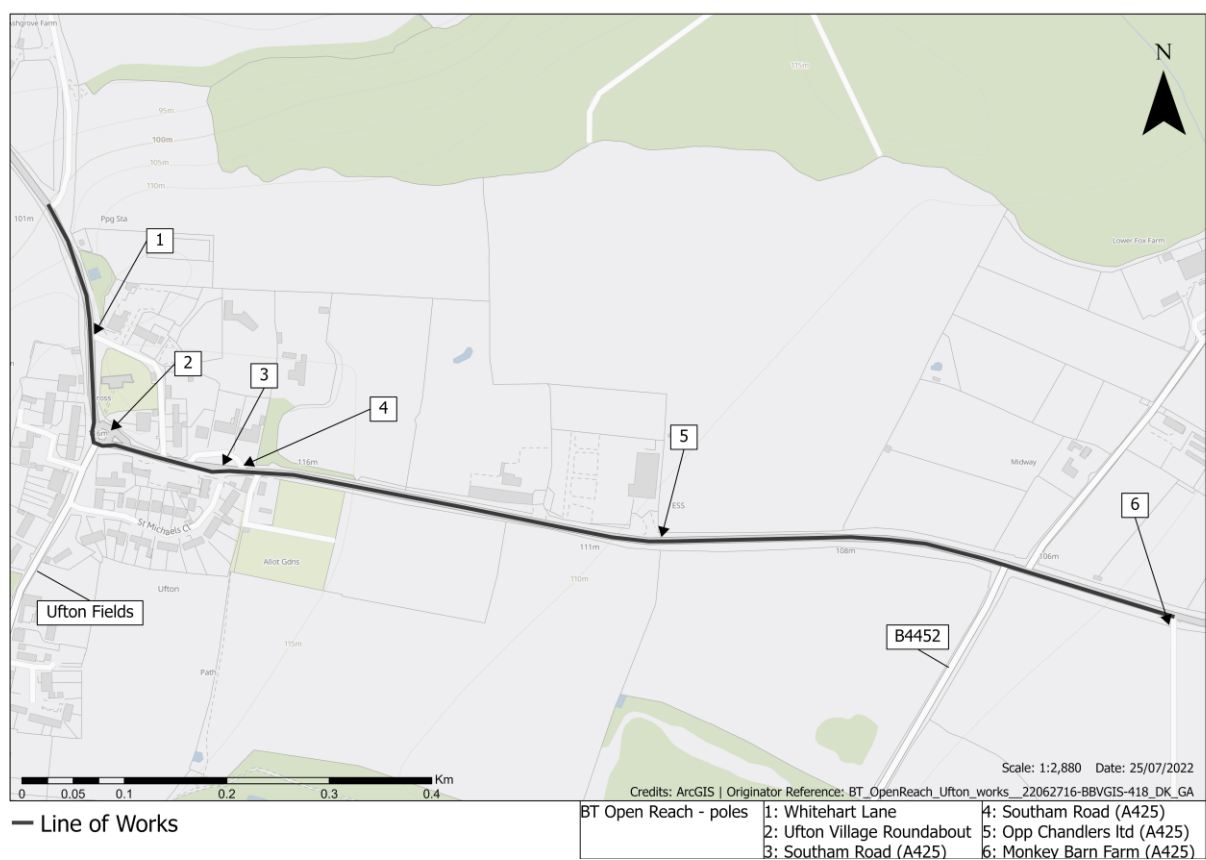 Ashgrove Farm
115m
N
95m
100m
105m
110m
101m
Ppg Sta
1
Lower Fox Farm
2
3
4
5
6m
116m
Midway
ESS
6
St Michaels Cl
111m
108m
106m
Allot Gdns
110m
Ufton
Ufton Fields
B4452
115m
Path
Scale: 1:2,880 Date: 25/07/2022
Km
0 0.05 0.1 0.2 0.3 0.4
Credits: ArcGIS | Originator Reference: BT_OpenReach_Ufton_works__22062716-BBVGIS-418_DK_GA
Line of Works
BT Open Reach - poles
1: Whitehart Lane
2: Ufton Village Roundabout
3: Southam Road (A425)
4: Southam Road (A425)
5: Opp Chandlers ltd (A425)
6: Monkey Barn Farm (A425)